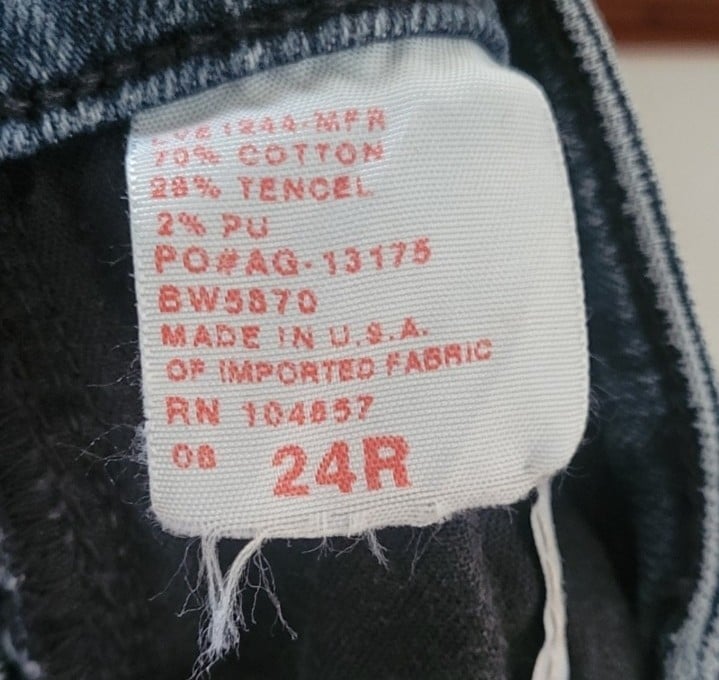 70% COTTON
28% TENCEL
2% PU
PO#AG-13175
BW5870
MADE IN U.S.A.
OF IMPORTED FABRIC
RN 104857
08 24R